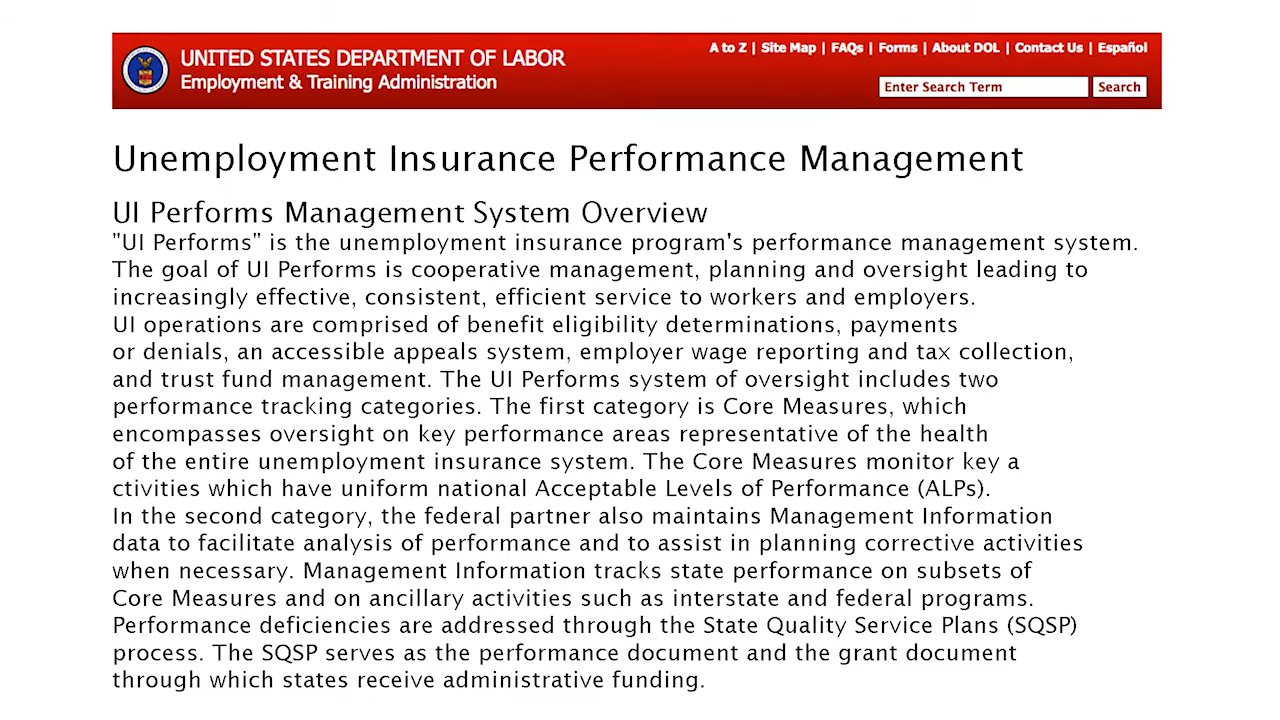 UNITED STATES DEPARTMENT OF LABOR
Employment & Training Administration
A to Z | Site Map | FAQs | Forms | About DOL | Contact Us | Español
Enter Search Term Search
Unemployment Insurance Performance Management
UI Performs Management System Overview
"UI Performs" is the unemployment insurance program's performance management system.
The goal of UI Performs is cooperative management, planning and oversight leading to
increasingly effective, consistent, efficient service to workers and employers.
UI operations are comprised of benefit eligibility determinations, payments
or denials, an accessible appeals system, employer wage reporting and tax collection,
and trust fund management. The UI Performs system of oversight includes two
performance tracking categories. The first category is Core Measures, which
encompasses oversight on key performance areas representative of the health
of the entire unemployment insurance system. The Core Measures monitor key a
ctivities which have uniform national Acceptable Levels of Performance (ALPs).
In the second category, the federal partner also maintains Management Information
data to facilitate analysis of performance and to assist in planning corrective activities
when necessary. Management Information tracks state performance on subsets of
Core Measures and on ancillary activities such as interstate and federal programs.
Performance deficiencies are addressed through the State Quality Service Plans (SQSP)
process. The SQSP serves as the performance document and the grant document
through which states receive administrative funding.